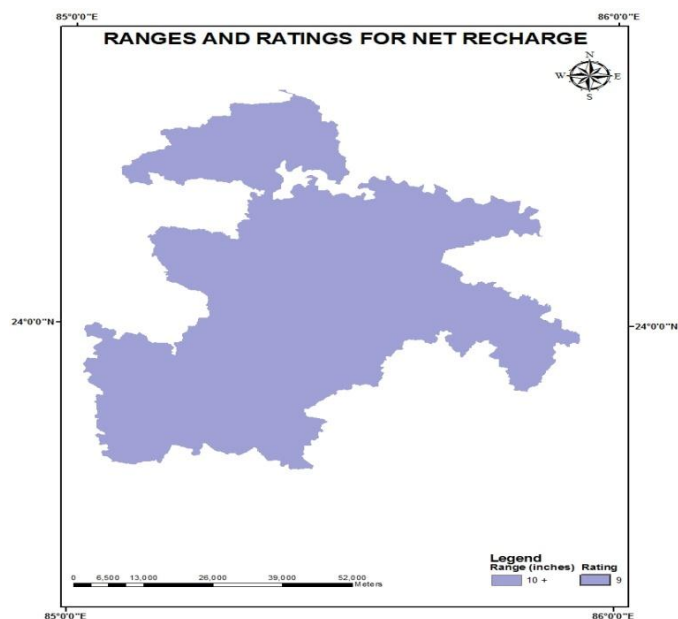 85°0'0"E 86°0'0"E
RANGES AND RATINGS FOR NET RECHARGE
N
W E
S
24°0'0"N 24°0'0"N
Legend
Range (inches) Rating
10 + 9
0 6,500 13,000 26,000 39,000 52,000
Meters
85°0'0"E 86°0'0"E